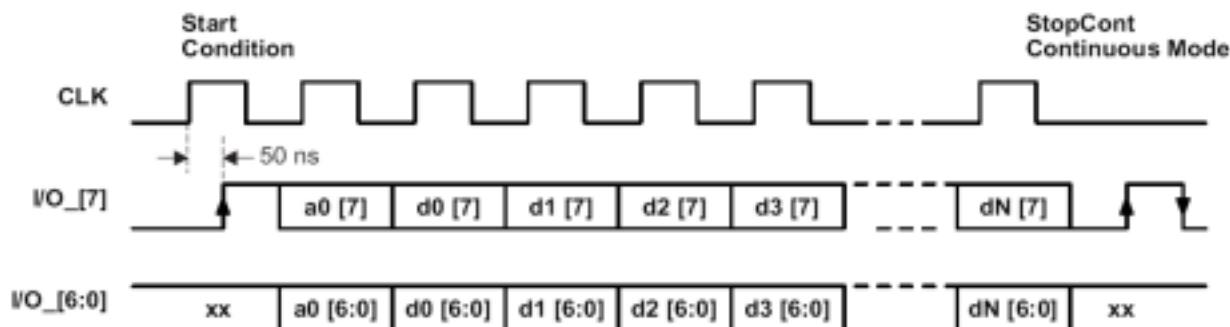 Start StopCont
Condition Continuous Mode
CLK
50 ns
I/O_[7] a0 [7] d0 [7] d1 [7] d2 [7] d3 [7] dN [7]
I/O_[6:0] xx a0 [6:0] d0 [6:0] d1 [6:0] d2 [6:0] d3 [6:0] dN [6:0] xx